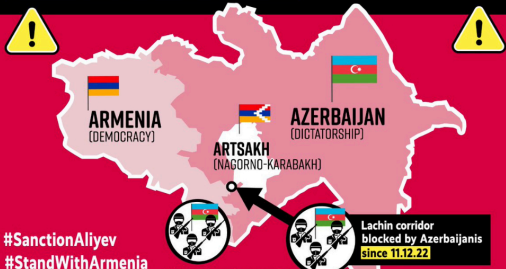 ARMENIA
(DEMOCRACY)
AZERBAIJAN
(DICTATORSHIP)
ARTSAKH
(NAGORNO-KARABAKH)
Lachin corridor
blocked by Azerbaijanis
since 11.12.22
#SanctionAliyev
#StandWithArmenia